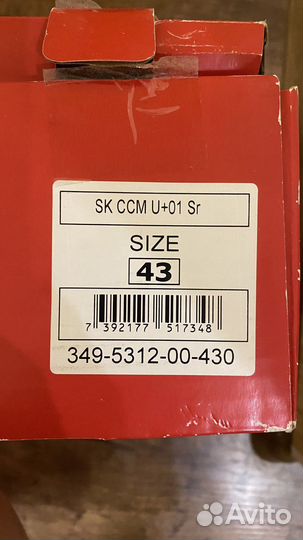 SK CCM U+01 Sr
SIZE
43
7 392177 517348
349-5312-00-430
Avito